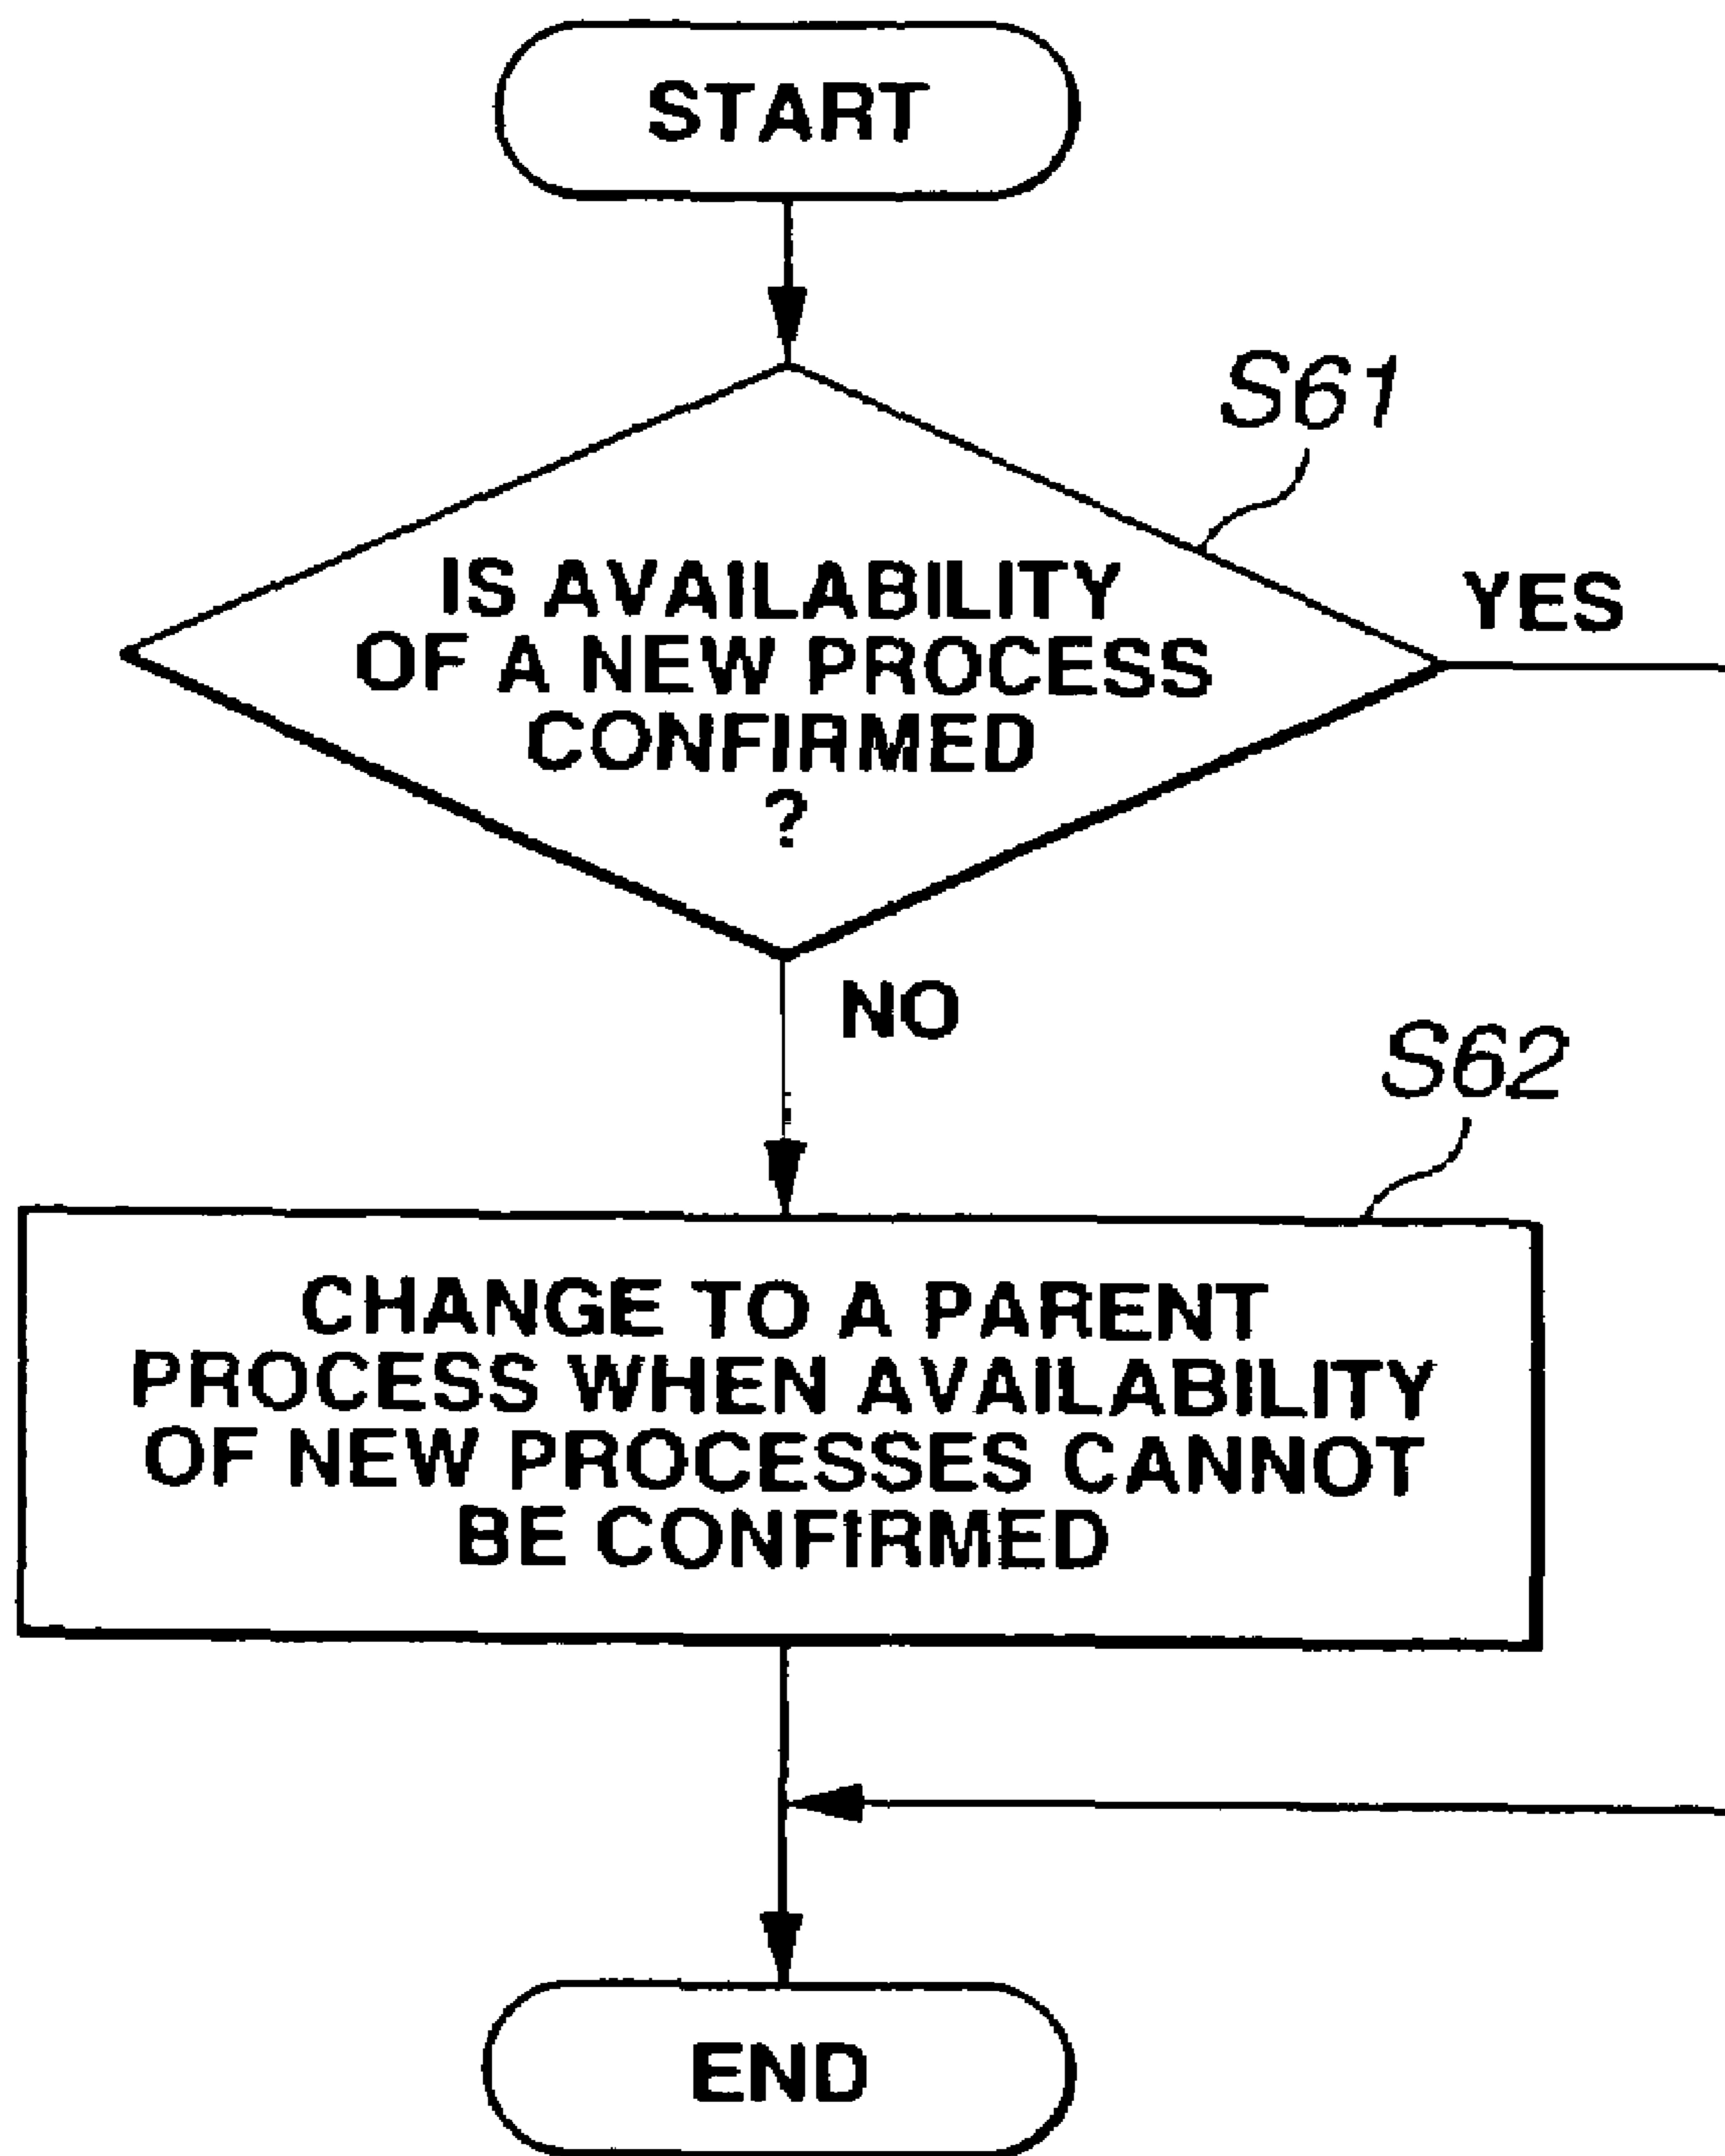 START
S61
IS AVAILABILITY
OF A NEW PROCESS
CONFIRMED
?
YES
NO
S62
CHANGE TO A PARENT
PROCESS WHEN AVAILABILITY
OF NEW PROCESSES CANNOT
BE CONFIRMED
END